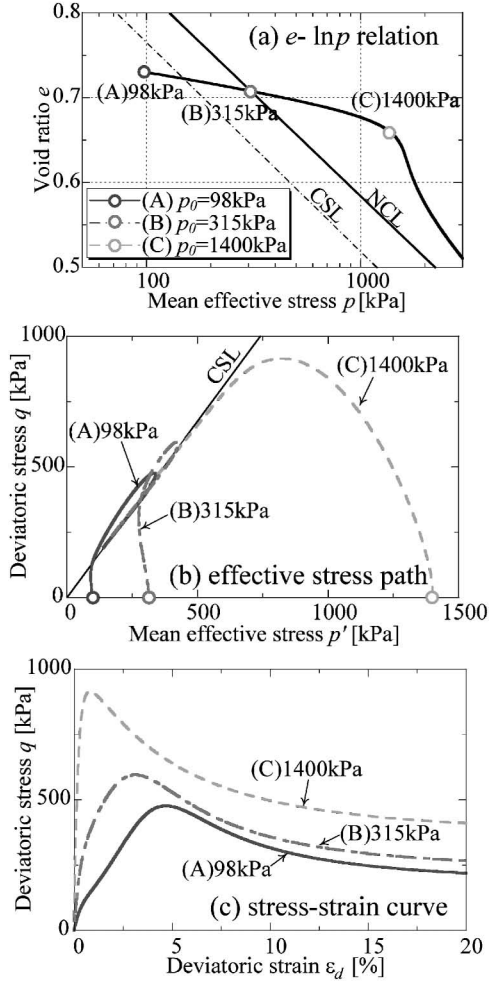 (a) e- lnp relation
0.8
0.7
0.6
0.5
Void ratio e
(A)98kPa
(B)315kPa
(C)1400kPa
CSL
NCL
(A) p0=98kPa
(B) p0=315kPa
(C) p0=1400kPa
100
1000
Mean effective stress p [kPa]
1000
500
0
Deviatoric stress q [kPa]
CSL
(C)1400kPa
(A)98kPa
(B)315kPa
(b) effective stress path
0
250
500
750
1000
1250
1500
Mean effective stress p' [kPa]
1000
500
0
Deviatoric stress q [kPa]
(C)1400kPa
(B)315kPa
(A)98kPa
(c) stress-strain curve
0
5
10
15
20
Deviatoric strain εd [%]